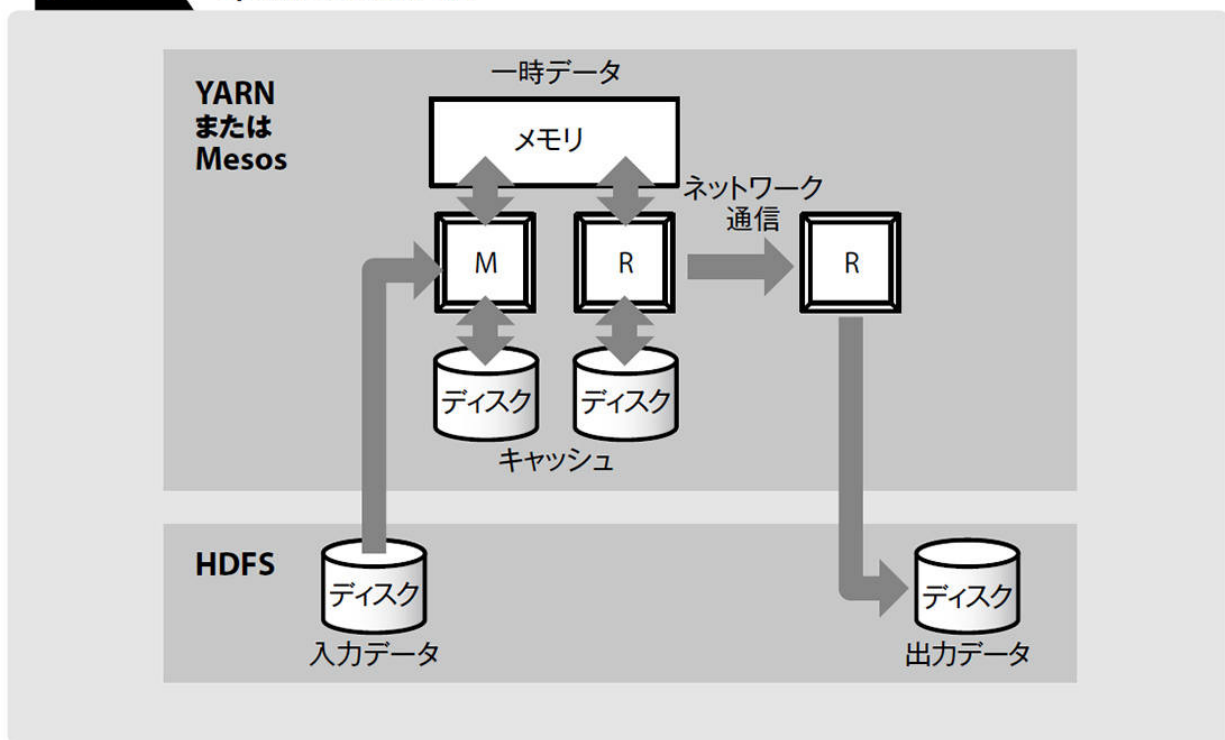 YARN
または
Mesos
一時データ
メモリ
ネットワーク
通信
M
R
R
ディスク
ディスク
キャッシュ
HDFS
ディスク
入力データ
ディスク
出力データ